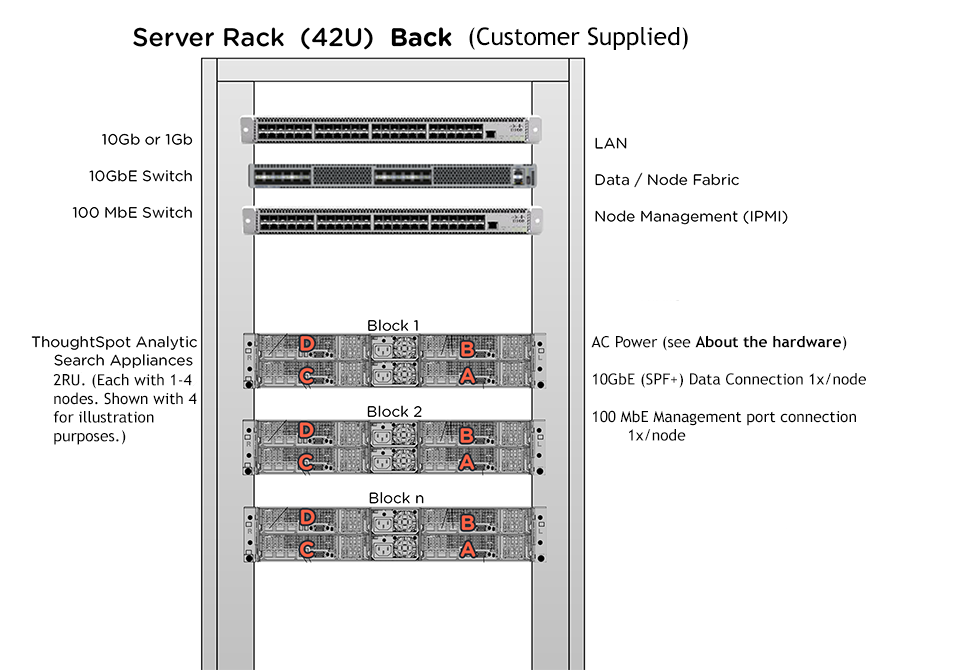 Server Rack (42U) Back (Customer Supplied)
10Gb or 1Gb
LAN
10GbE Switch
Data / Node Fabric
100 MbE Switch
Node Management (IPMI)
Block 1
ThoughtSpot Analytic
Search Appliances
2RU. (Each with 1-4
nodes. Shown with 4
for illustration
purposes.)
D
B
C
A
AC Power (see About the hardware)
10GbE (SPF+) Data Connection 1x/node
100 MbE Management port connection
1x/node
Block 2
D
B
C
A
Block n
D
B
C
A